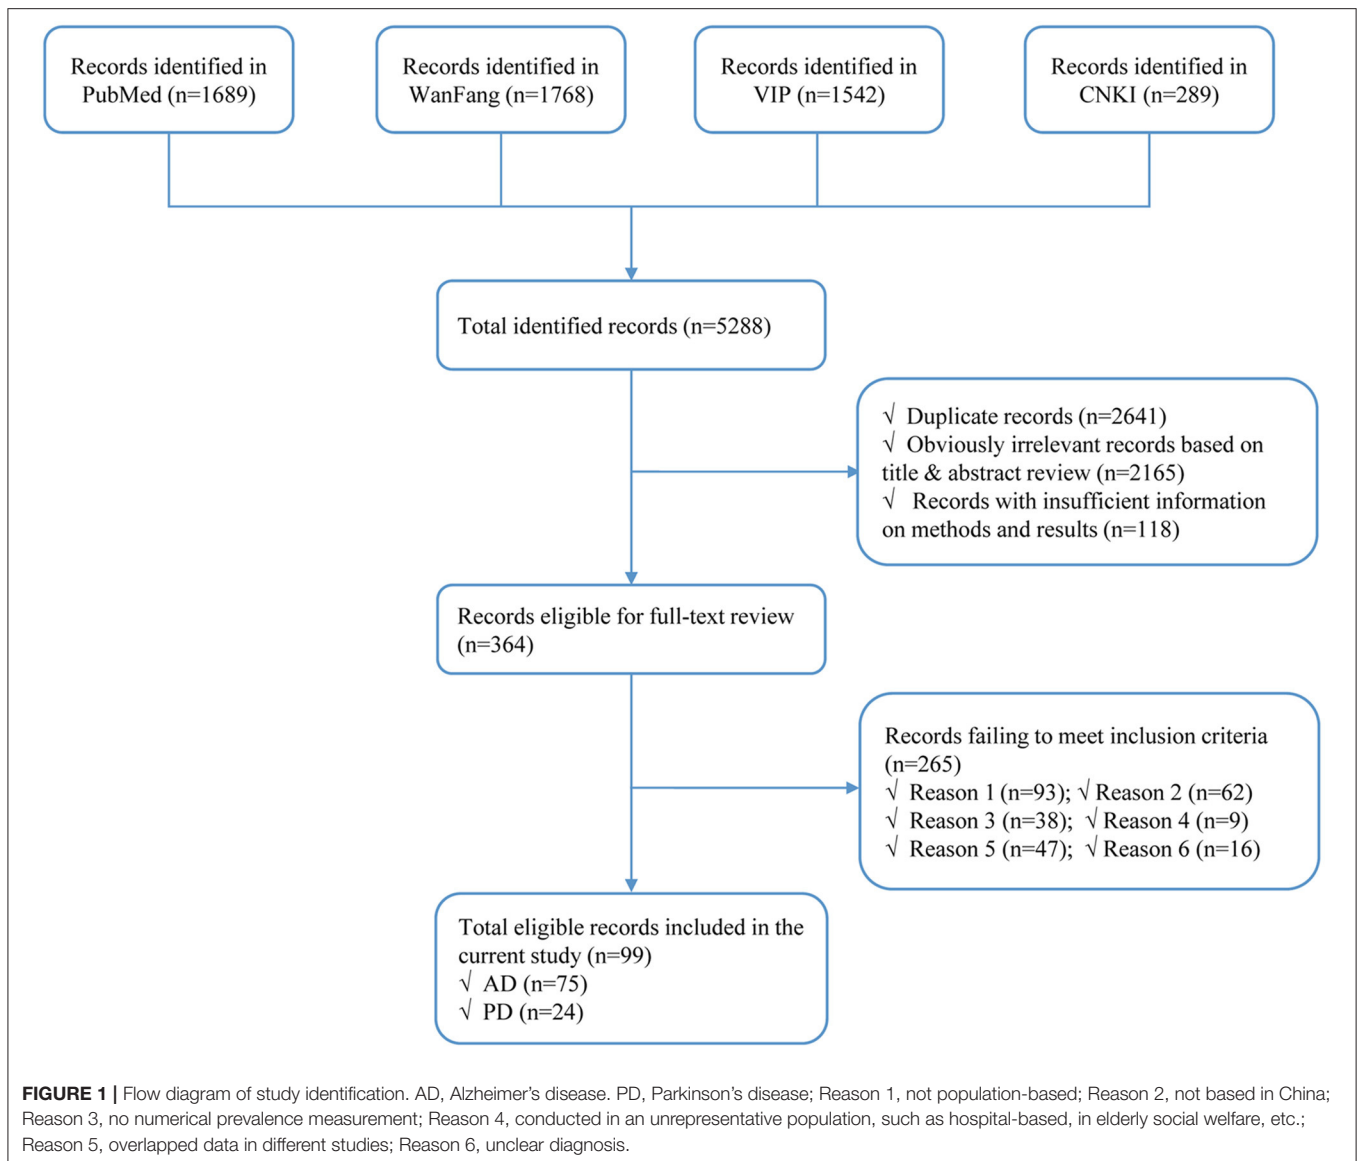 Records identified in
PubMed (n=1689)
Records identified in
WanFang (n=1768)
Records identified in
VIP (n=1542)
Records identified in
CNKI (n=289)
Total identified records (n=5288)
√ Duplicate records (n=2641)
√ Obviously irrelevant records based on
title & abstract review (n=2165)
√ Records with insufficient information
on methods and results (n=118)
Records eligible for full-text review
(n=364)
Records failing to meet inclusion criteria
(n=265)
√ Reason 1 (n=93); √ Reason 2 (n=62)
√ Reason 3 (n=38); √ Reason 4 (n=9)
√ Reason 5 (n=47); √ Reason 6 (n=16)
Total eligible records included in the
current study (n=99)
√ AD (n=75)
√ PD (n=24)
FIGURE 1 | Flow diagram of study identification. AD, Alzheimer's disease. PD, Parkinson's disease; Reason 1, not population-based; Reason 2, not based in China;
Reason 3, no numerical prevalence measurement; Reason 4, conducted in an unrepresentative population, such as hospital-based, in elderly social welfare, etc.;
Reason 5, overlapped data in different studies; Reason 6, unclear diagnosis.